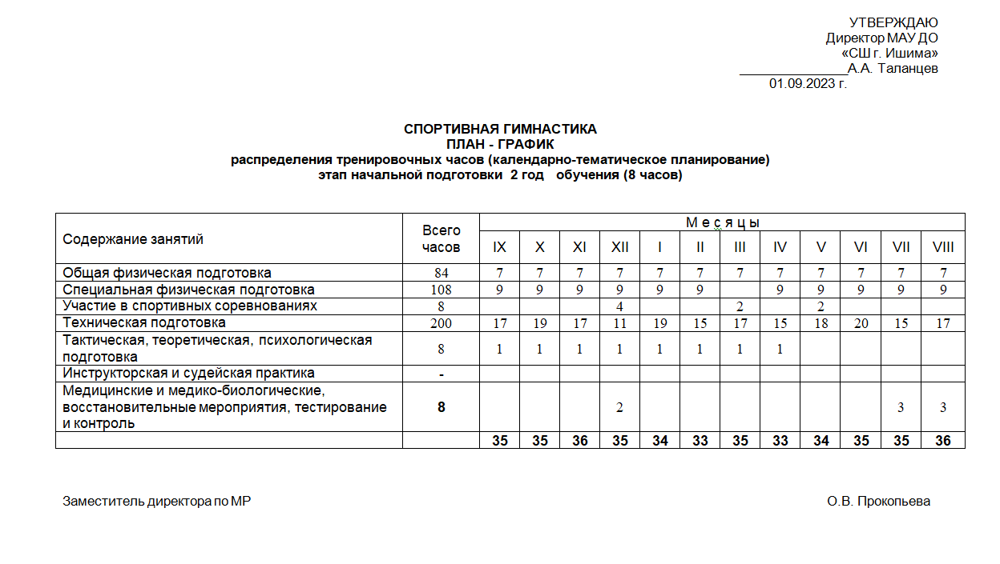 УТВЕРЖДАЮ
Директор МАУ ДО
«СШ г. Ишима»
_______________А.А. Таланцев
01.09.2023 г.
СПОРТИВНАЯ ГИМНАСТИКА
ПЛАН - ГРАФИК
распределения тренировочных часов (календарно-тематическое планирование)
этап начальной подготовки 2 год обучения (8 часов)
Содержание занятий Всего часов М е с я ц ы
IX X XI XII I II III IV V VI VII VIII
Общая физическая подготовка 84 7 7 7 7 7 7 7 7 7 7 7 7
Специальная физическая подготовка 108 9 9 9 9 9 9 9 9 9 9 9
Участие в спортивных соревнованиях 8 4 2 2
Техническая подготовка 200 17 19 17 11 19 15 17 15 18 20 15 17
Тактическая, теоретическая, психологическая
подготовка 8 1 1 1 1 1 1 1 1
Инструкторская и судейская практика -
Медицинские и медико-биологические,
восстановительные мероприятия, тестирование
и контроль 8 2 3 3
35 35 36 35 34 33 35 33 34 35 35 36
Заместитель директора по МР О.В. Прокопьева